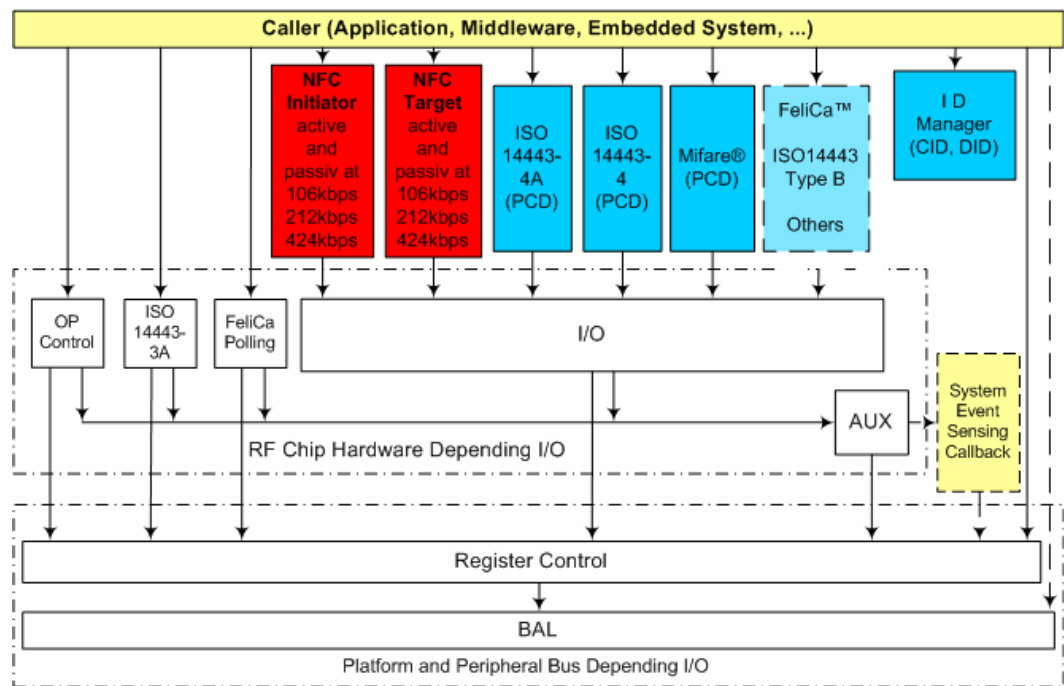 Caller (Application, Middleware, Embedded System, ...)
NFC
Initiator
active
and
passiv at
106kbps
212kbps
424kbps
NFC
Target
active
and
passiv at
106kbps
212kbps
424kbps
ISO
14443-
4A
(PCD)
ISO
14443-
4
(PCD)
Mifare®
(PCD)
FeliCa™
ISO14443
Type B
Others
I D
Manager
(CID, DID)
OP
Control
ISO
14443-
3A
FeliCa
Polling
I/O
AUX
System
Event
Sensing
Callback
RF Chip Hardware Depending I/O
Register Control
BAL
Platform and Peripheral Bus Depending I/O